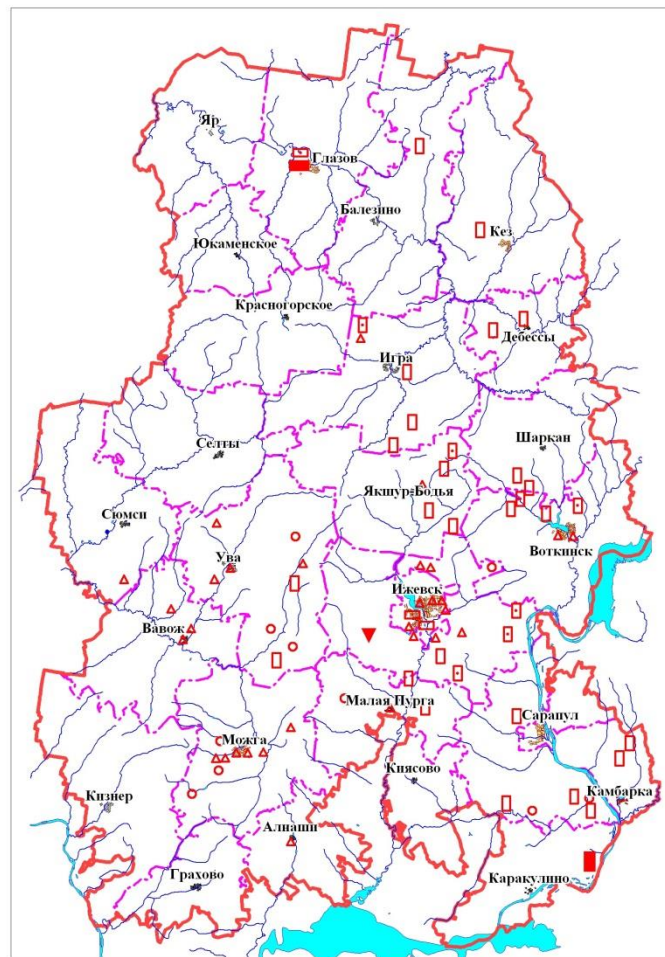 Яр
Глазов
Балезино
Юкаменское
Кез
Красногорское
Дебессы
Игра
Селты
Шаркан
Якшур-Бодья
Сюмси
Воткинск
Ува
Ижевск
Вавож
Малая Пурга
Сарапул
Можга
Киясово
Кизнер
Камбарка
Алнаши
Грахово
Каракулино